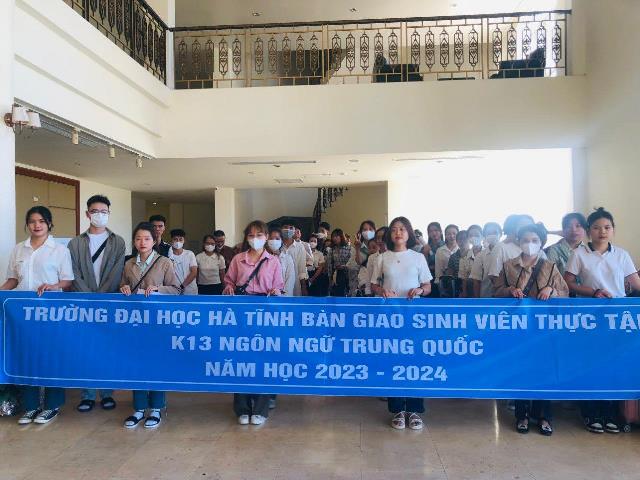 TRƯỜNG ĐẠI HỌC HÀ TĨNH BÀN GIAO SINH VIÊN THỰC TẬ
K13 NGÔN NGỮ TRUNG QUỐC
NĂM HỌC 2023 - 2024